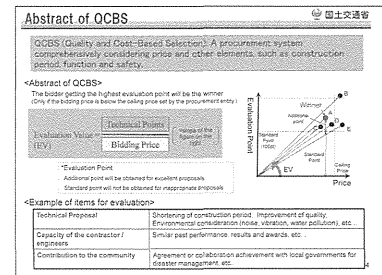 Abstract of QCBS
国土交通省
QCBS (Quality and Cost-Based Selection): A procurement system
comprehensively considering price and other elements, such as construction
period, function and safety.
<Abstract of QCBS>
The bidder getting the highest evaluation point will be the winner
(Only if the bidding price is below the ceiling price set by the procurement entity)
Evaluation Value
(EV)
=
Technical Points
Bidding Price
figure on the
right
*Evaluation Point
Additional point will be obtained for excellent proposals
Standard point will not be obtained for inappropriate proposals
Evaluation Point
Winner
B
Additional
point
A
E
Standard
Point
(100pt)
Standard
Point
EV
Ceiling
Price
Price
<Example of items for evaluation>
Technical Proposal
Shortening of construction period, Improvement of quality,
Environmental consideration (noise, vibration, water pollution), etc
Capacity of the contractor /
engineers
Similar past performance, results and awards, etc.
Contribution to the community
Agreement or collaboration achievement with local governments for
disaster management, etc.
4